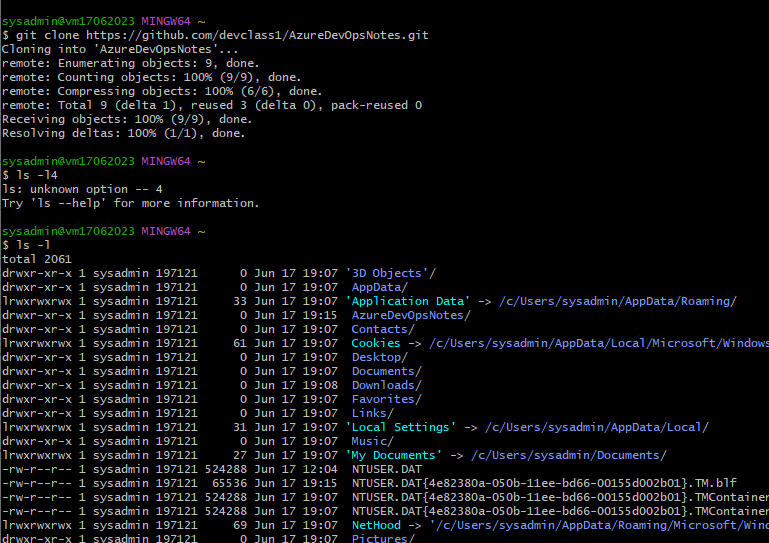 sysadmin@vm17062023 MINGW64 ~
$ git clone https://github.com/devclass1/AzureDevOpsNotes.git
Cloning into 'AzureDevOpsNotes'...
remote: Enumerating objects: 9, done.
remote: Counting objects: 100% (9/9), done.
remote: Compressing objects: 100% (6/6), done.
remote: Total 9 (delta 1), reused 3 (delta 0), pack-reused 0
Receiving objects: 100% (9/9), done.
Resolving deltas: 100% (1/1), done.
sysadmin@vm17062023 MINGW64 ~
$ ls -l4
ls: unknown option -- 4
Try 'ls --help' for more information.
sysadmin@vm17062023 MINGW64 ~
$ ls -l
total 2061
drwxr-xr-x 1 sysadmin 197121 0 Jun 17 19:07 '3D Objects'/
drwxr-xr-x 1 sysadmin 197121 0 Jun 17 19:07 AppData/
lrwxrwxrwx 1 sysadmin 197121 33 Jun 17 19:07 'Application Data' -> /c/Users/sysadmin/AppData/Roaming/
drwxr-xr-x 1 sysadmin 197121 0 Jun 17 19:15 AzureDevOpsNotes/
drwxr-xr-x 1 sysadmin 197121 0 Jun 17 19:07 Contacts/
lrwxrwxrwx 1 sysadmin 197121 61 Jun 17 19:07 Cookies -> /c/Users/sysadmin/AppData/Local/Microsoft/Windows
drwxr-xr-x 1 sysadmin 197121 0 Jun 17 19:07 Desktop/
drwxr-xr-x 1 sysadmin 197121 0 Jun 17 19:07 Documents/
drwxr-xr-x 1 sysadmin 197121 0 Jun 17 19:08 Downloads/
drwxr-xr-x 1 sysadmin 197121 0 Jun 17 19:07 Favorites/
drwxr-xr-x 1 sysadmin 197121 0 Jun 17 19:07 Links/
lrwxrwxrwx 1 sysadmin 197121 31 Jun 17 19:07 'Local Settings' -> /c/Users/sysadmin/AppData/Local/
drwxr-xr-x 1 sysadmin 197121 0 Jun 17 19:07 Music/
lrwxrwxrwx 1 sysadmin 197121 27 Jun 17 19:07 'My Documents' -> /c/Users/sysadmin/Documents/
-rw-r--r-- 1 sysadmin 197121 524288 Jun 17 12:04 NTUSER.DAT
-rw-r--r-- 1 sysadmin 197121 65536 Jun 17 19:15 NTUSER.DAT{4e82380a-050b-11ee-bd66-00155d002b01}.TM.blf
-rw-r--r-- 1 sysadmin 197121 524288 Jun 17 19:07 NTUSER.DAT{4e82380a-050b-11ee-bd66-00155d002b01}.TMContainer
-rw-r--r-- 1 sysadmin 197121 524288 Jun 17 19:07 NTUSER.DAT{4e82380a-050b-11ee-bd66-00155d002b01}.TMContainer
lrwxrwxrwx 1 sysadmin 197121 69 Jun 17 19:07 NetHood -> '/c/Users/sysadmin/AppData/Roaming/Microsoft/Wind
drwxr-xr-x 1 sysadmin 197121 0 Jun 17 19:07 Pictures/